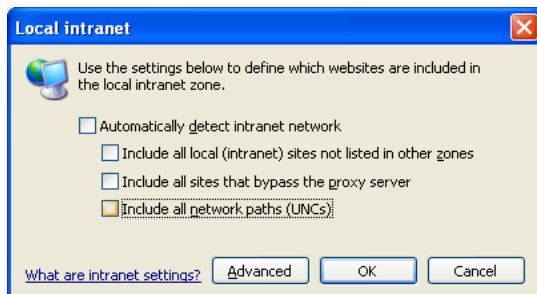 Local intranet
Use the settings below to define which websites are included in
the local intranet zone.
Automatically detect intranet network
Include all local (intranet) sites not listed in other zones
Include all sites that bypass the proxy server
Include all network paths (UNCs)
What are intranet settings? Advanced OK Cancel